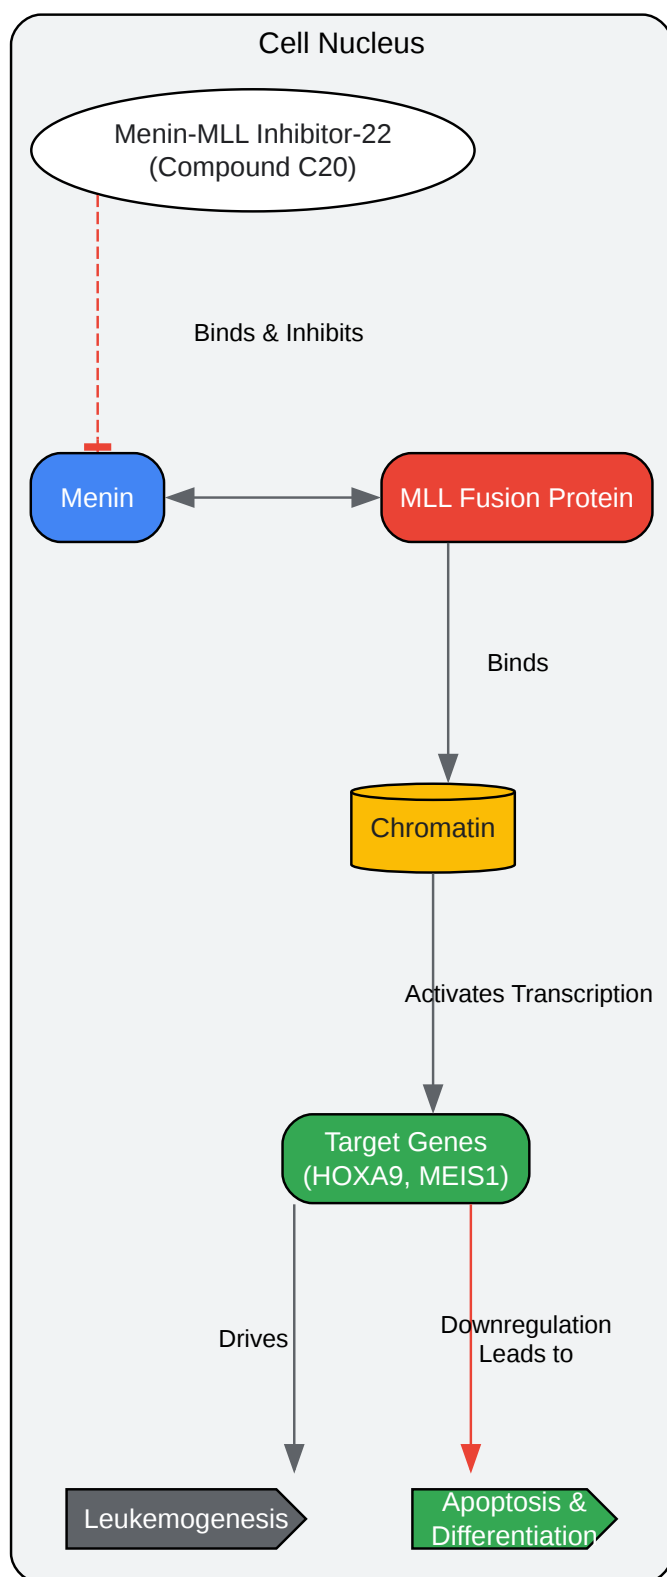 Cell Nucleus
Menin-MLL Inhibitor-22
(Compound C20)
Binds & Inhibits
Menin
MLL Fusion Protein
Binds
Chromatin
Activates Transcription
Target Genes
(HOXA9, MEIS1)
Drives
Downregulation
Leads to
Leukemogenesis
Apoptosis &
Differentiation